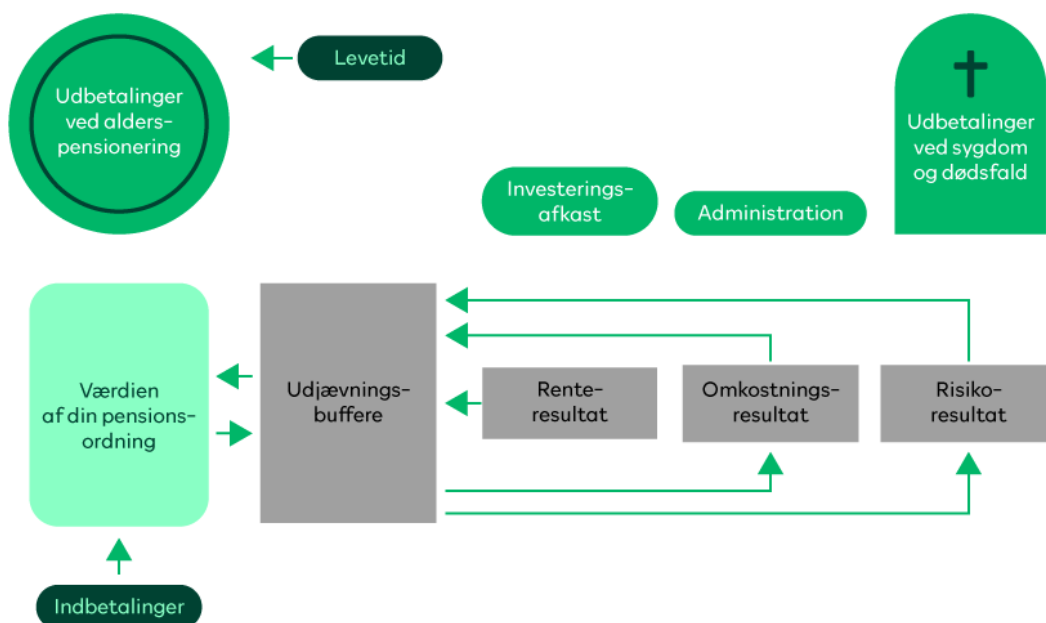 Levetid
Udbetalinger
ved alders-
pensionering
Udbetalinger
ved sygdom
og dødsfald
Investerings-
afkast
Administration
Værdien
af din pensions-
ordning
Udjævnings-
buffere
Rente-
resultat
Omkostnings-
resultat
Risiko-
resultat
Indbetalinger